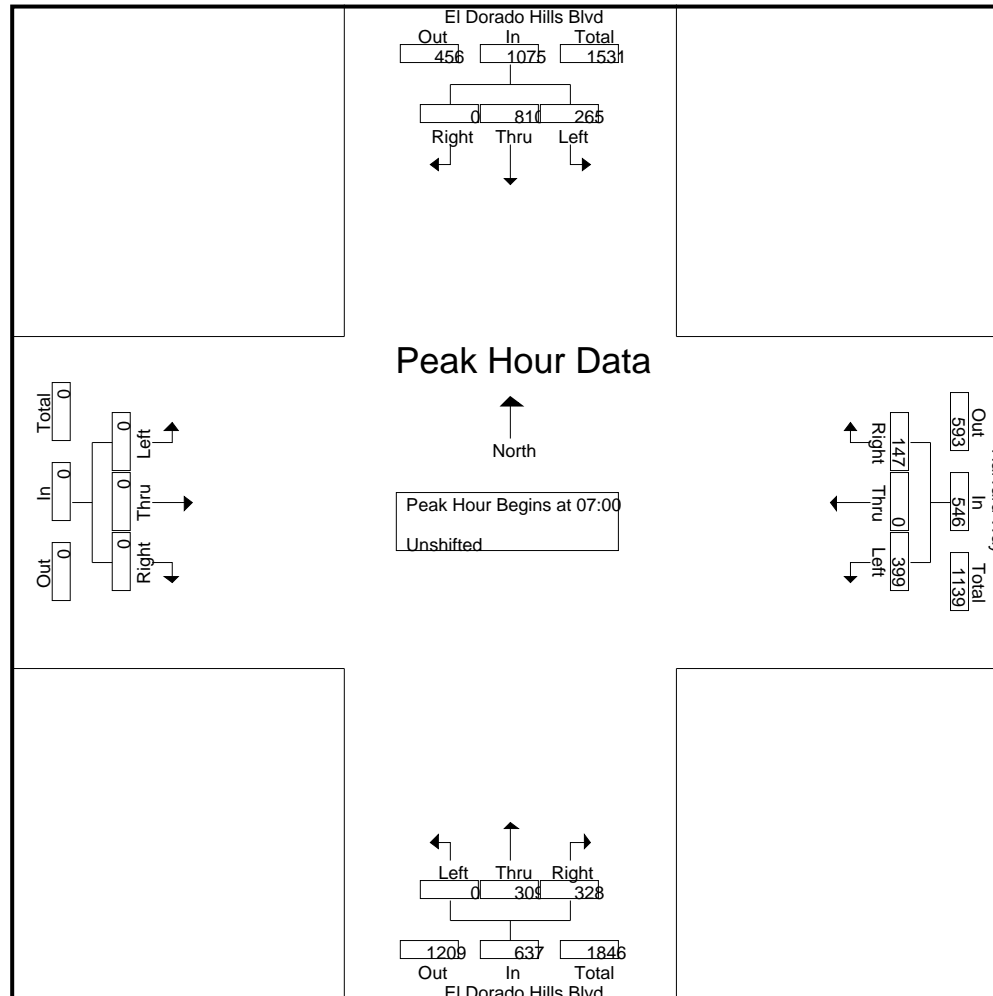 El Dorado Hills Blvd
Out In Total
456 1075 1531
0 810 265
Right Thru Left
Peak Hour Data
North
Peak Hour Begins at 07:00
Unshifted
Total In Out
0 0 0
0 0 0
Left Thru Right
Right Thru Left
147 0 399
593 546 1139
Out In Total
Left Thru Right
0 309 328
1209 637 1846
Out In Total
El Dorado Hills Blvd